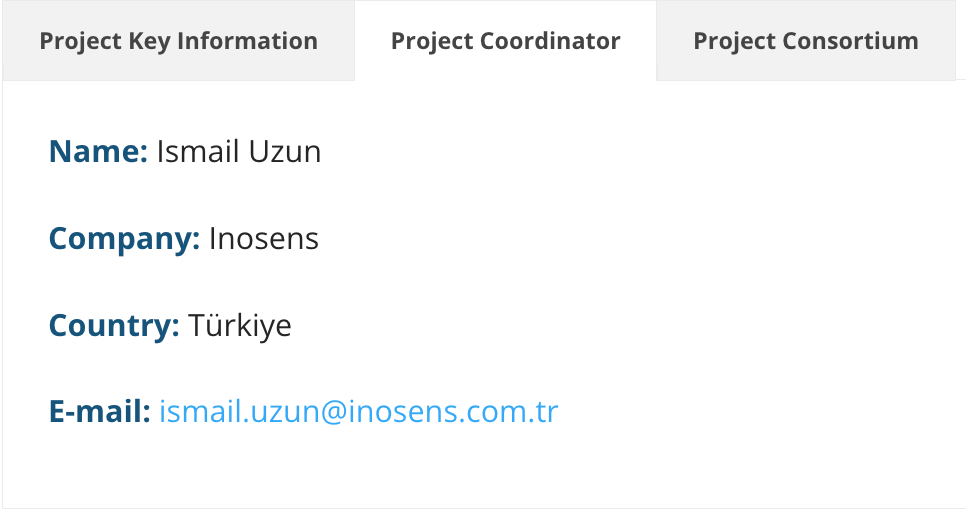 Project Key Information Project Coordinator Project Consortium
Name: Ismail Uzun
Company: Inosens
Country: Türkiye
E-mail: ismail.uzun@inosens.com.tr